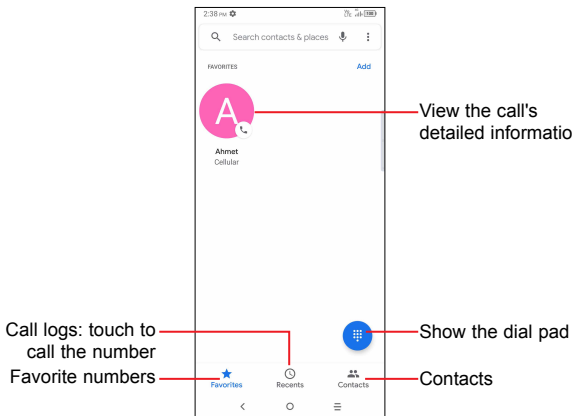 2:38 PM
100
Search contacts & places
FAVORITES Add
A
View the call's
detailed informatio
Ahmet
Cellular
Call logs: touch to
call the number
Show the dial pad
Favorite numbers
Favorites Recents Contacts
Contacts